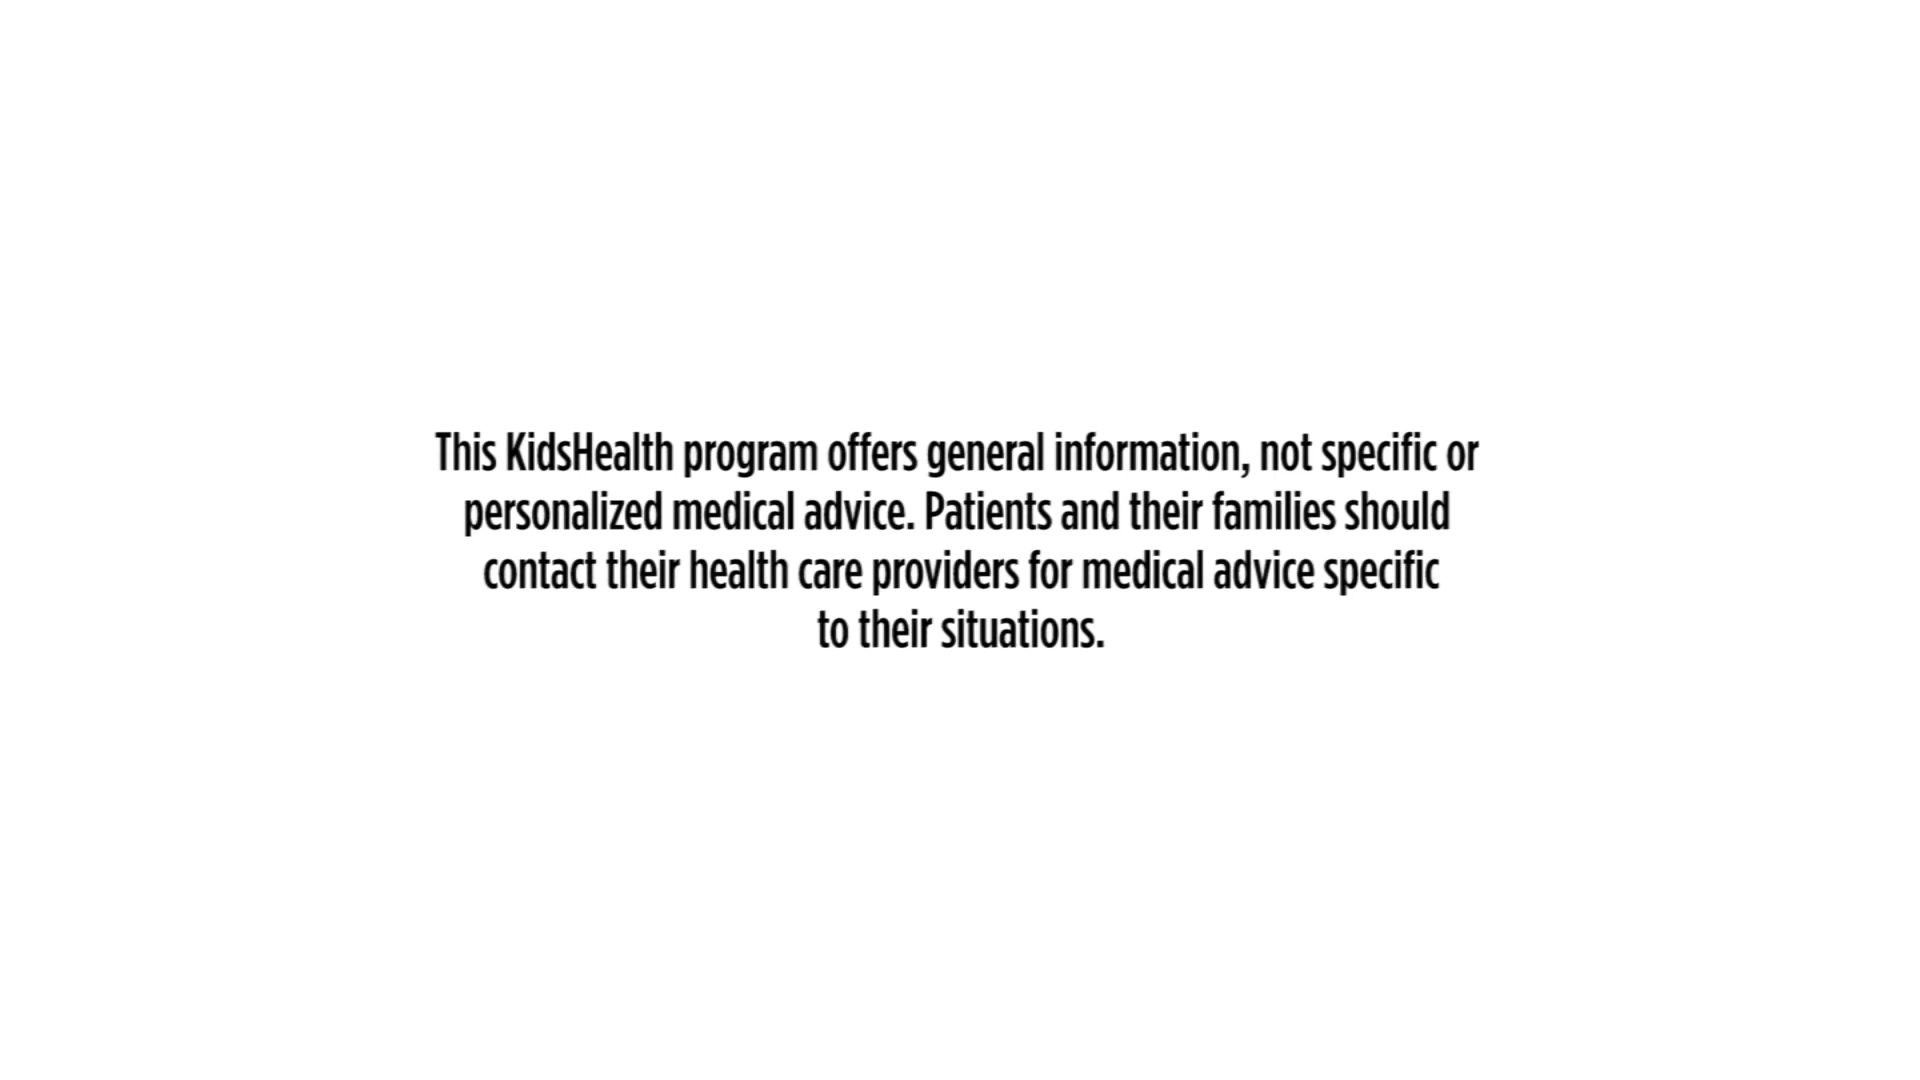 This KidsHealth program offers general information, not specific or
personalized medical advice. Patients and their families should
contact their health care providers for medical advice specific
to their situations.